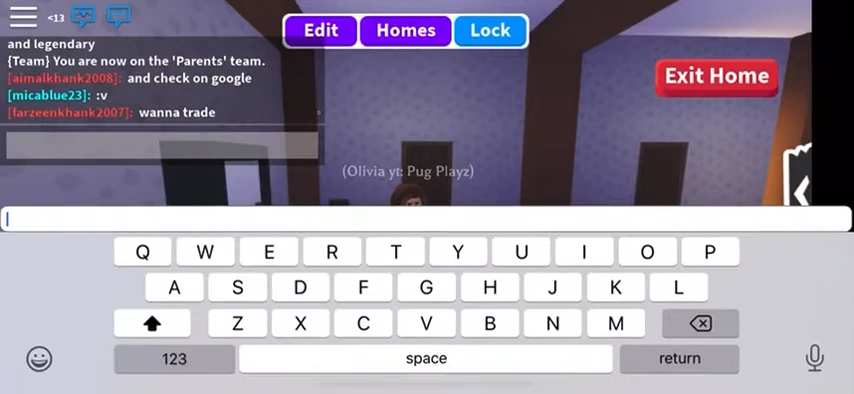 <13
Edit Homes Lock
and legendary
{Team} You are now on the 'Parents' team.
[aimalkhank2008]: and check on google
[micablue23]: :v
[farzeenkhank2007]: wanna trade
Exit Home
(Olivia yt: Pug Playz)
Q W E R T Y U I O P
A S D F G H J K L
Z X C V B N M
123 space return